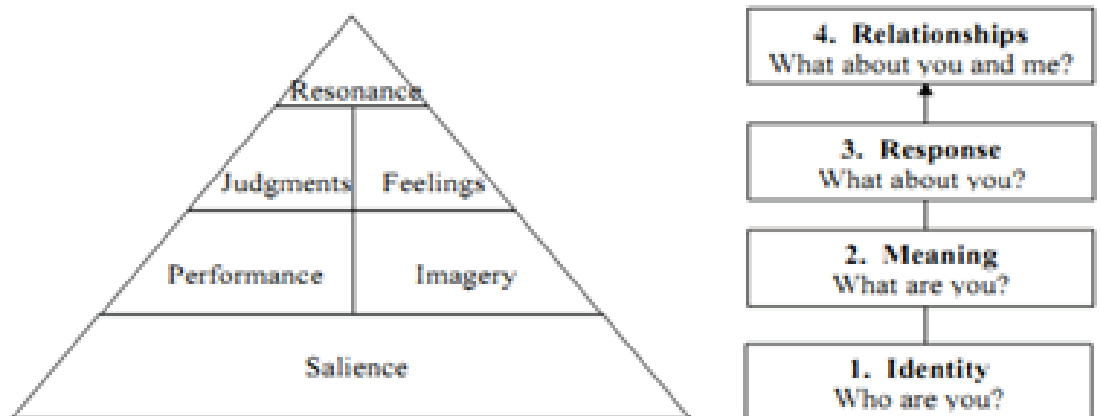 Resonance
Judgments Feelings
Performance Imagery
Salience
4. Relationships
What about you and me?
3. Response
What about you?
2. Meaning
What are you?
1. Identity
Who are you?